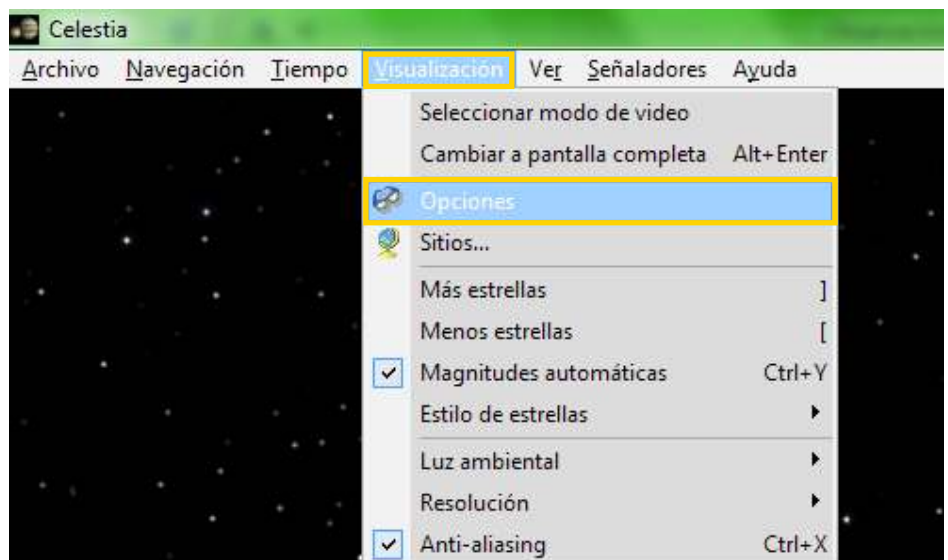 Celestia
Archivo Navegación Tiempo Visualización Ver Señaladores Ayuda
Seleccionar modo de video
Cambiar a pantalla completa Alt+Enter
Opciones
Sitios...
Más estrellas ]
Menos estrellas [
Magnitudes automáticas Ctrl+Y
Estilo de estrellas
Luz ambiental
Resolución
Anti-aliasing Ctrl+X